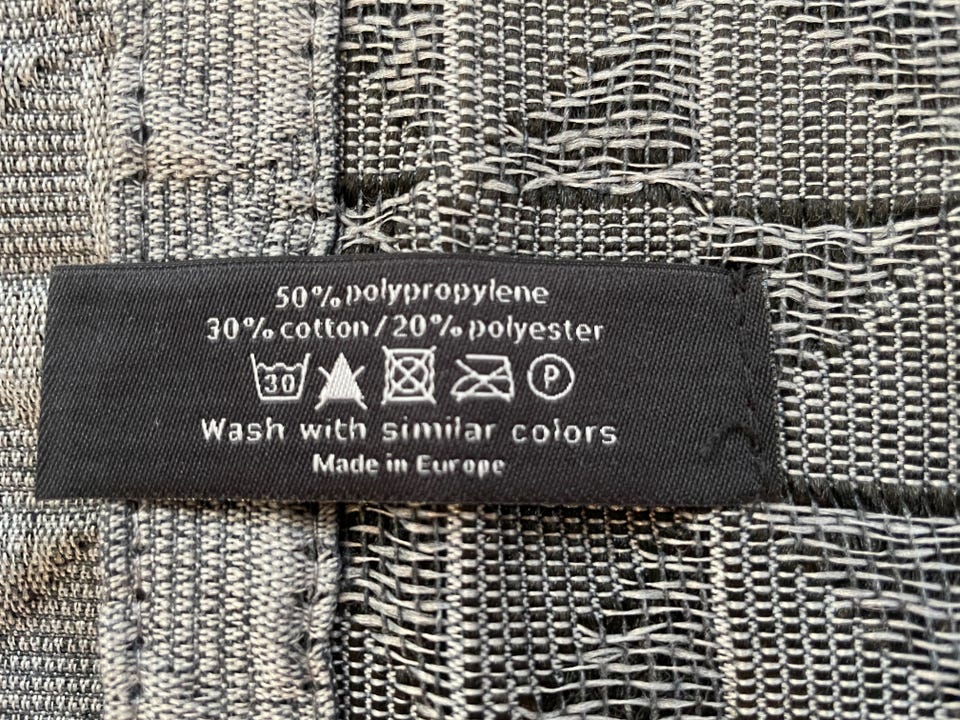 50% polypropylene
30% cotton/20% polyester
30 P
Wash with similar colors
Made in Europe